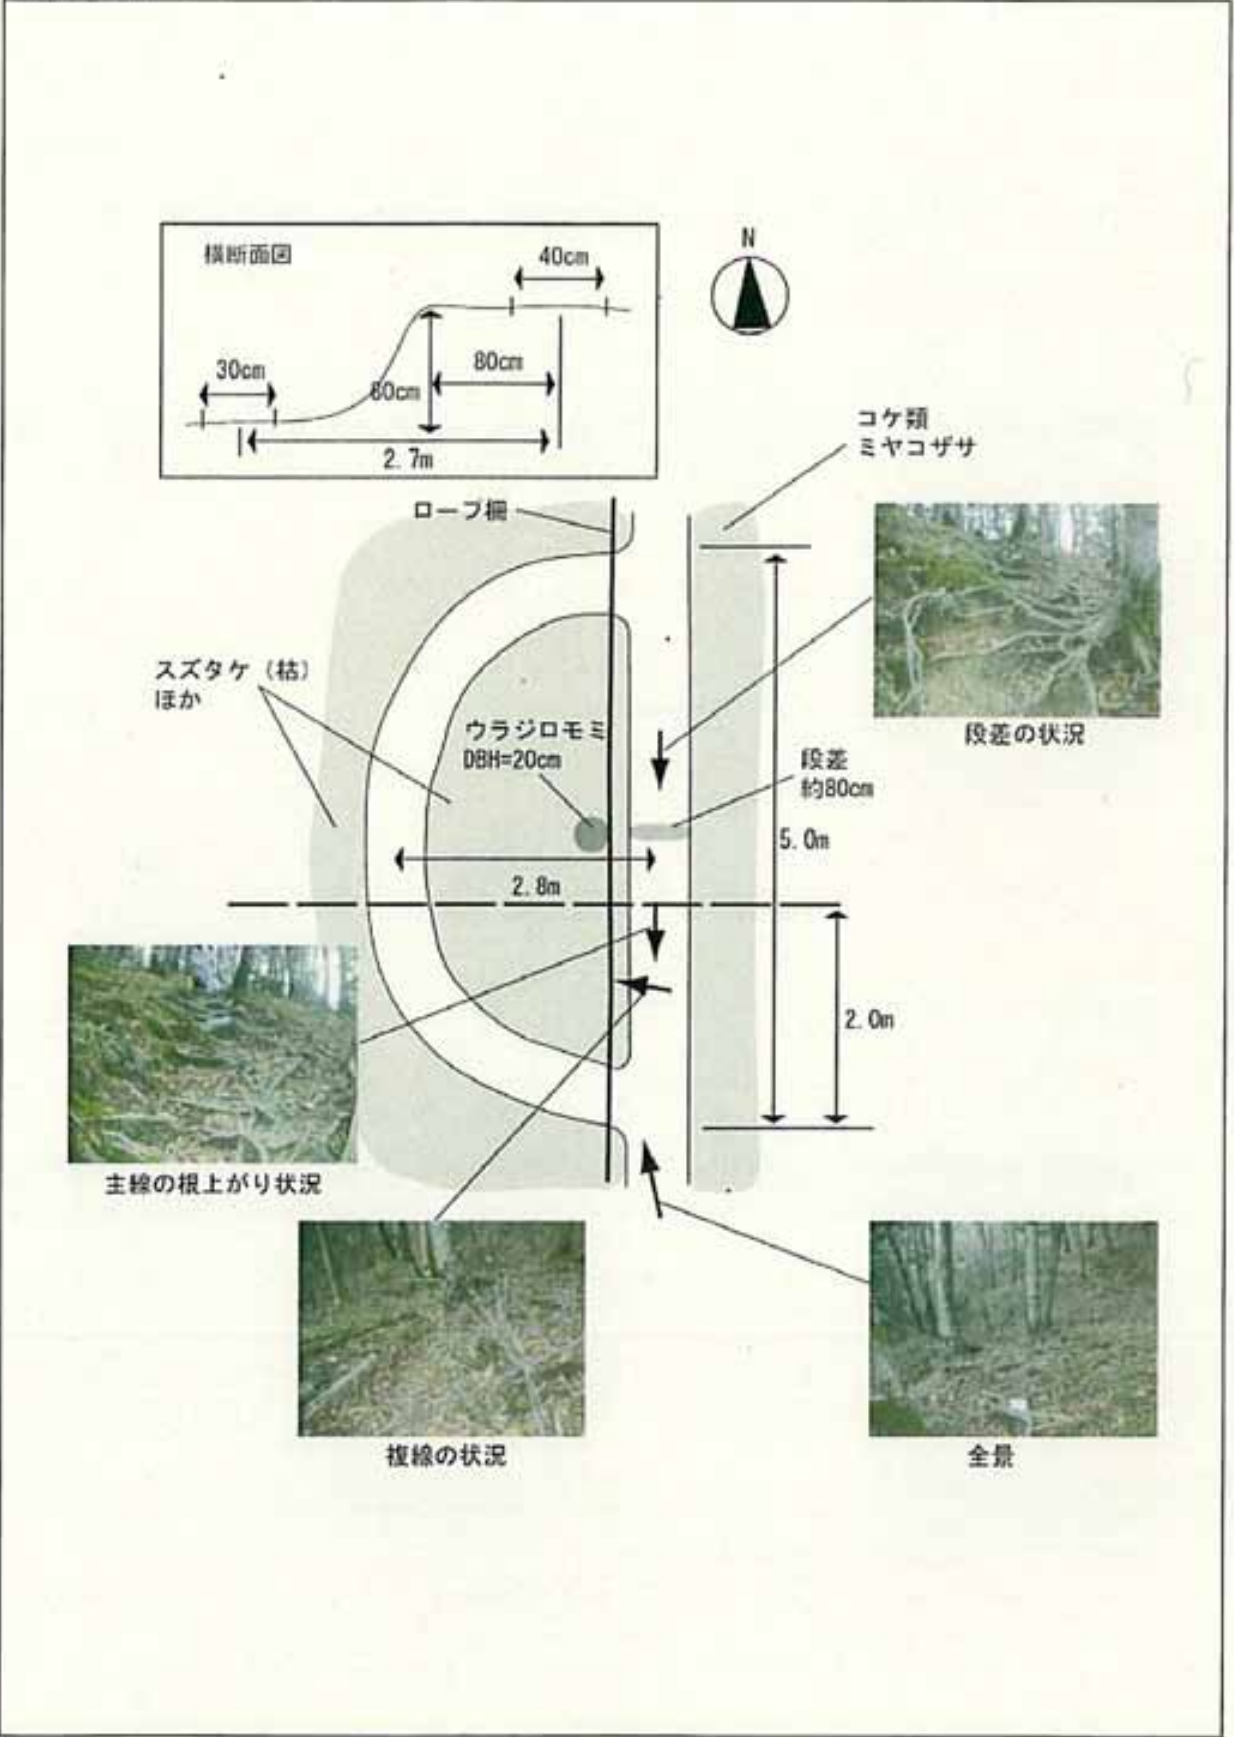 横断面図
40cm
N
30cm
80cm
80cm
2.7m
コケ類
ミヤコザサ
ロープ柵
スズタケ（枯）
ほか
ウラジロモミ
DBH=20cm
段差の状況
段差
約80cm
5.0m
2.8m
2.0m
主線の根上がり状況
複線の状況
全景